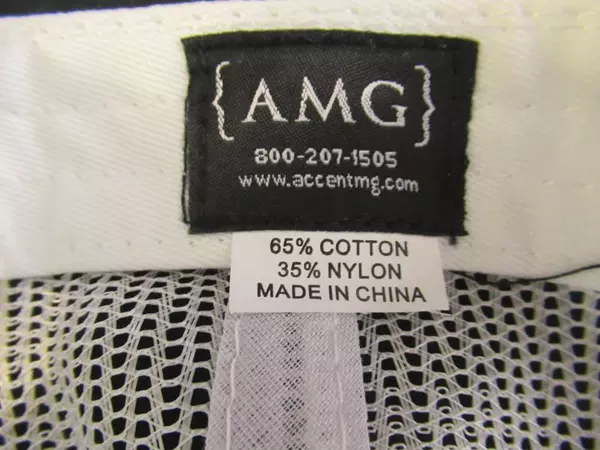 {AMG}
800-207-1505
www.accentmg.com
65% COTTON
35% NYLON
MADE IN CHINA